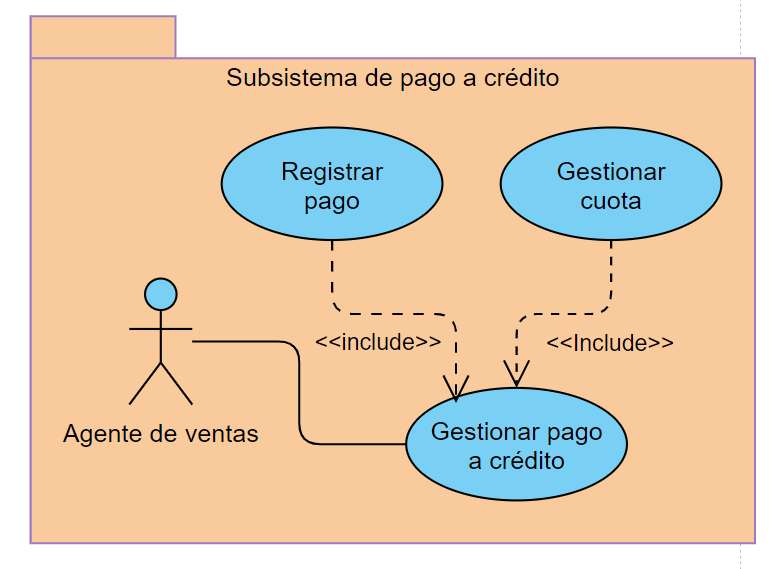 Subsistema de pago a crédito
Registrar
pago
Gestionar
cuota
<<include>>
<<Include>>
Agente de ventas
Gestionar pago
a crédito